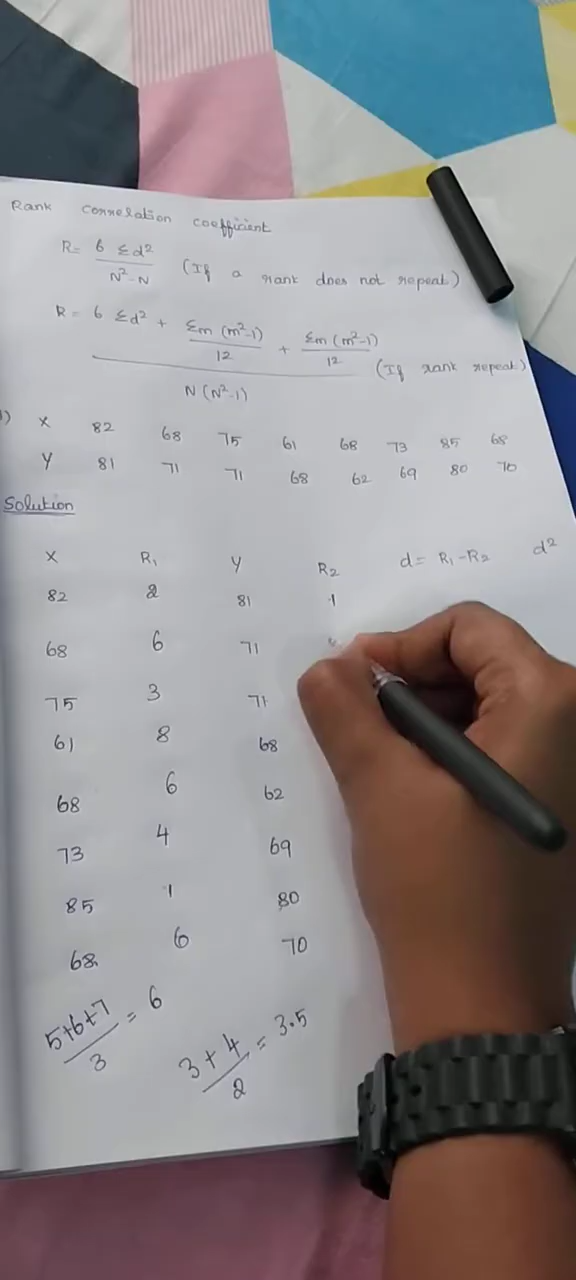 Rank Correlation coefficient
R= 6 Σd² / N²-N (If a rank does not repeat)
R= 6 Σd² + Σm (m²-1) / 12 + Σm (m²-1) / 12 / N (N²-1) (If rank repeat)
1) X 82 68 75 61 68 73 85 68
Y 81 71 71 68 62 69 80 70
Solution
X R₁ Y R₂ d= R₁-R₂ d²
82 2 81 1
68 6 71
75 3 71
61 8 68
68 6 62
73 4 69
85 1 80
68 6 70
5+6+7 / 3 = 6
3+4 / 2 = 3.5